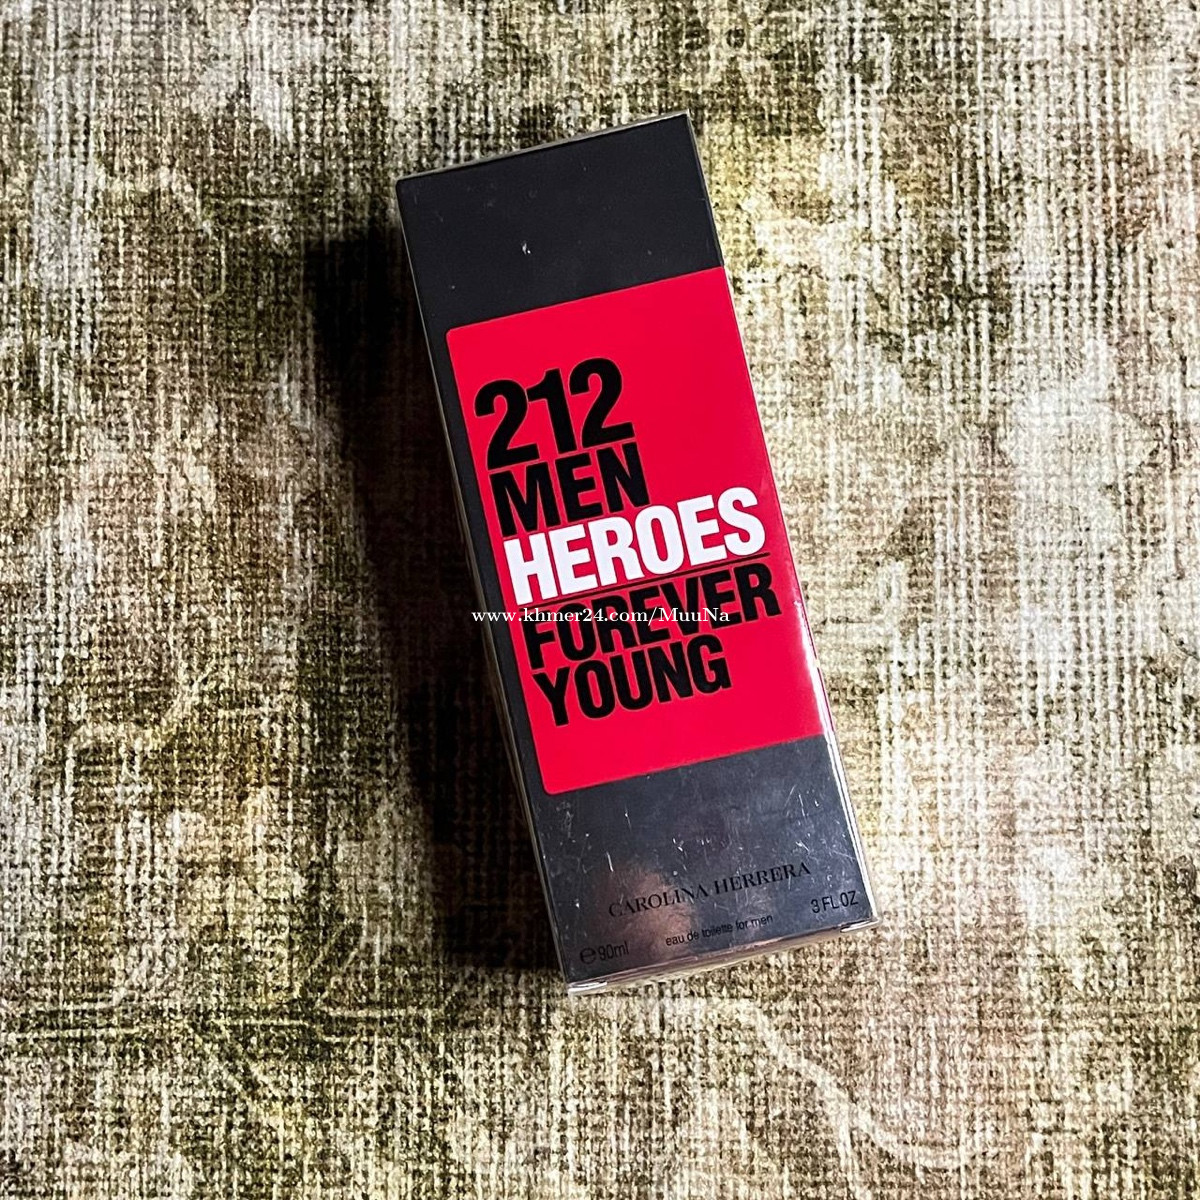 212
MEN
HEROES
FOREVER
www.khmer24.com/MuuNa
YOUNG
CAROLINA HERRERA
℮90ml
eau de toilette for men
3 FL.OZ